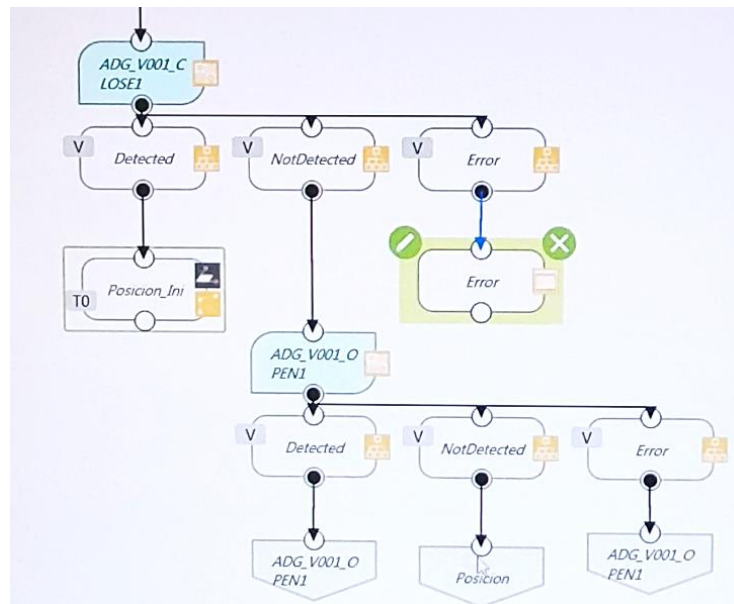 ADG_V001_C
LOSE1
V
Detected
V
NotDetected
V
Error
T0
Posicion_Ini
Error
ADG_V001_O
PEN1
V
Detected
V
NotDetected
V
Error
ADG_V001_O
PEN1
Posicion
ADG_V001_O
PEN1